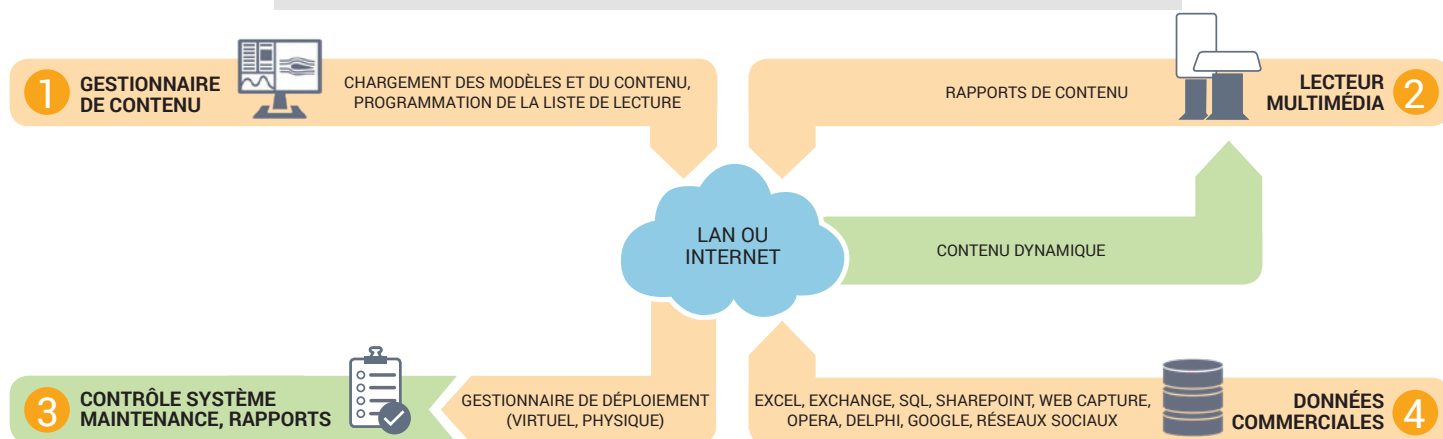 1
GESTIONNAIRE
DE CONTENU
CHARGEMENT DES MODÈLES ET DU CONTENU,
PROGRAMMATION DE LA LISTE DE LECTURE
RAPPORTS DE CONTENU
LECTEUR
MULTIMÉDIA
2
LAN OU
INTERNET
CONTENU DYNAMIQUE
3
CONTRÔLE SYSTÈME
MAINTENANCE, RAPPORTS
GESTIONNAIRE DE DÉPLOIEMENT
(VIRTUEL, PHYSIQUE)
EXCEL, EXCHANGE, SQL, SHAREPOINT, WEB CAPTURE,
OPERA, DELPHI, GOOGLE, RÉSEAUX SOCIAUX
DONNÉES
COMMERCIALES
4